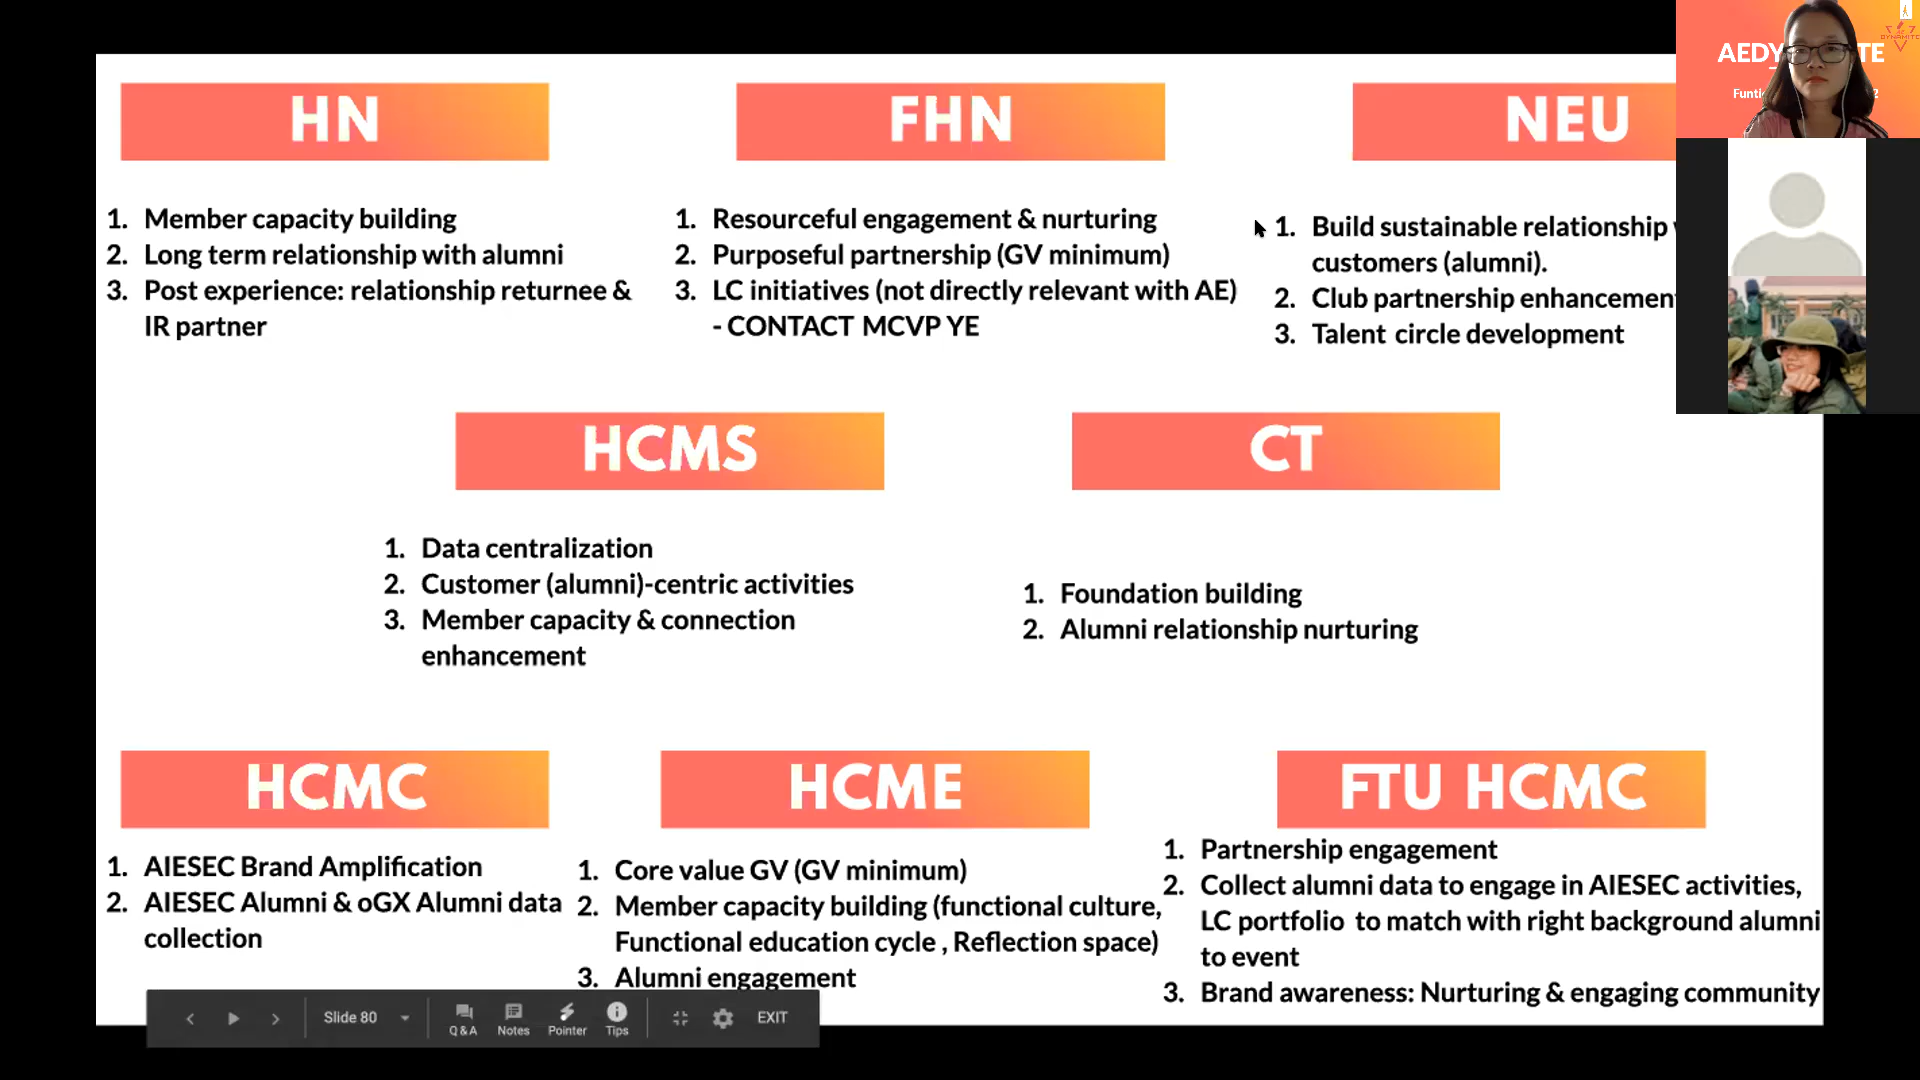 HN
1. Member capacity building
2. Long term relationship with alumni
3. Post experience: relationship returnee &
IR partner
FHN
1. Resourceful engagement & nurturing
2. Purposeful partnership (GV minimum)
3. LC initiatives (not directly relevant with AE)
- CONTACT MCVP YE
NEU
1. Build sustainable relationship
customers (alumni).
2. Club partnership enhancemen
3. Talent circle development
HCMS
1. Data centralization
2. Customer (alumni)-centric activities
3. Member capacity & connection
enhancement
CT
1. Foundation building
2. Alumni relationship nurturing
HCMC
1. AIESEC Brand Amplification
2. AIESEC Alumni & oGX Alumni data
collection
HCME
1. Core value GV (GV minimum)
2. Member capacity building (functional culture,
Functional education cycle , Reflection space)
3. Alumni engagement
FTU HCMC
1. Partnership engagement
2. Collect alumni data to engage in AIESEC activities,
LC portfolio to match with right background alumni
to event
3. Brand awareness: Nurturing & engaging community
Slide 80
Q&A
Notes
Pointer
Tips
EXIT